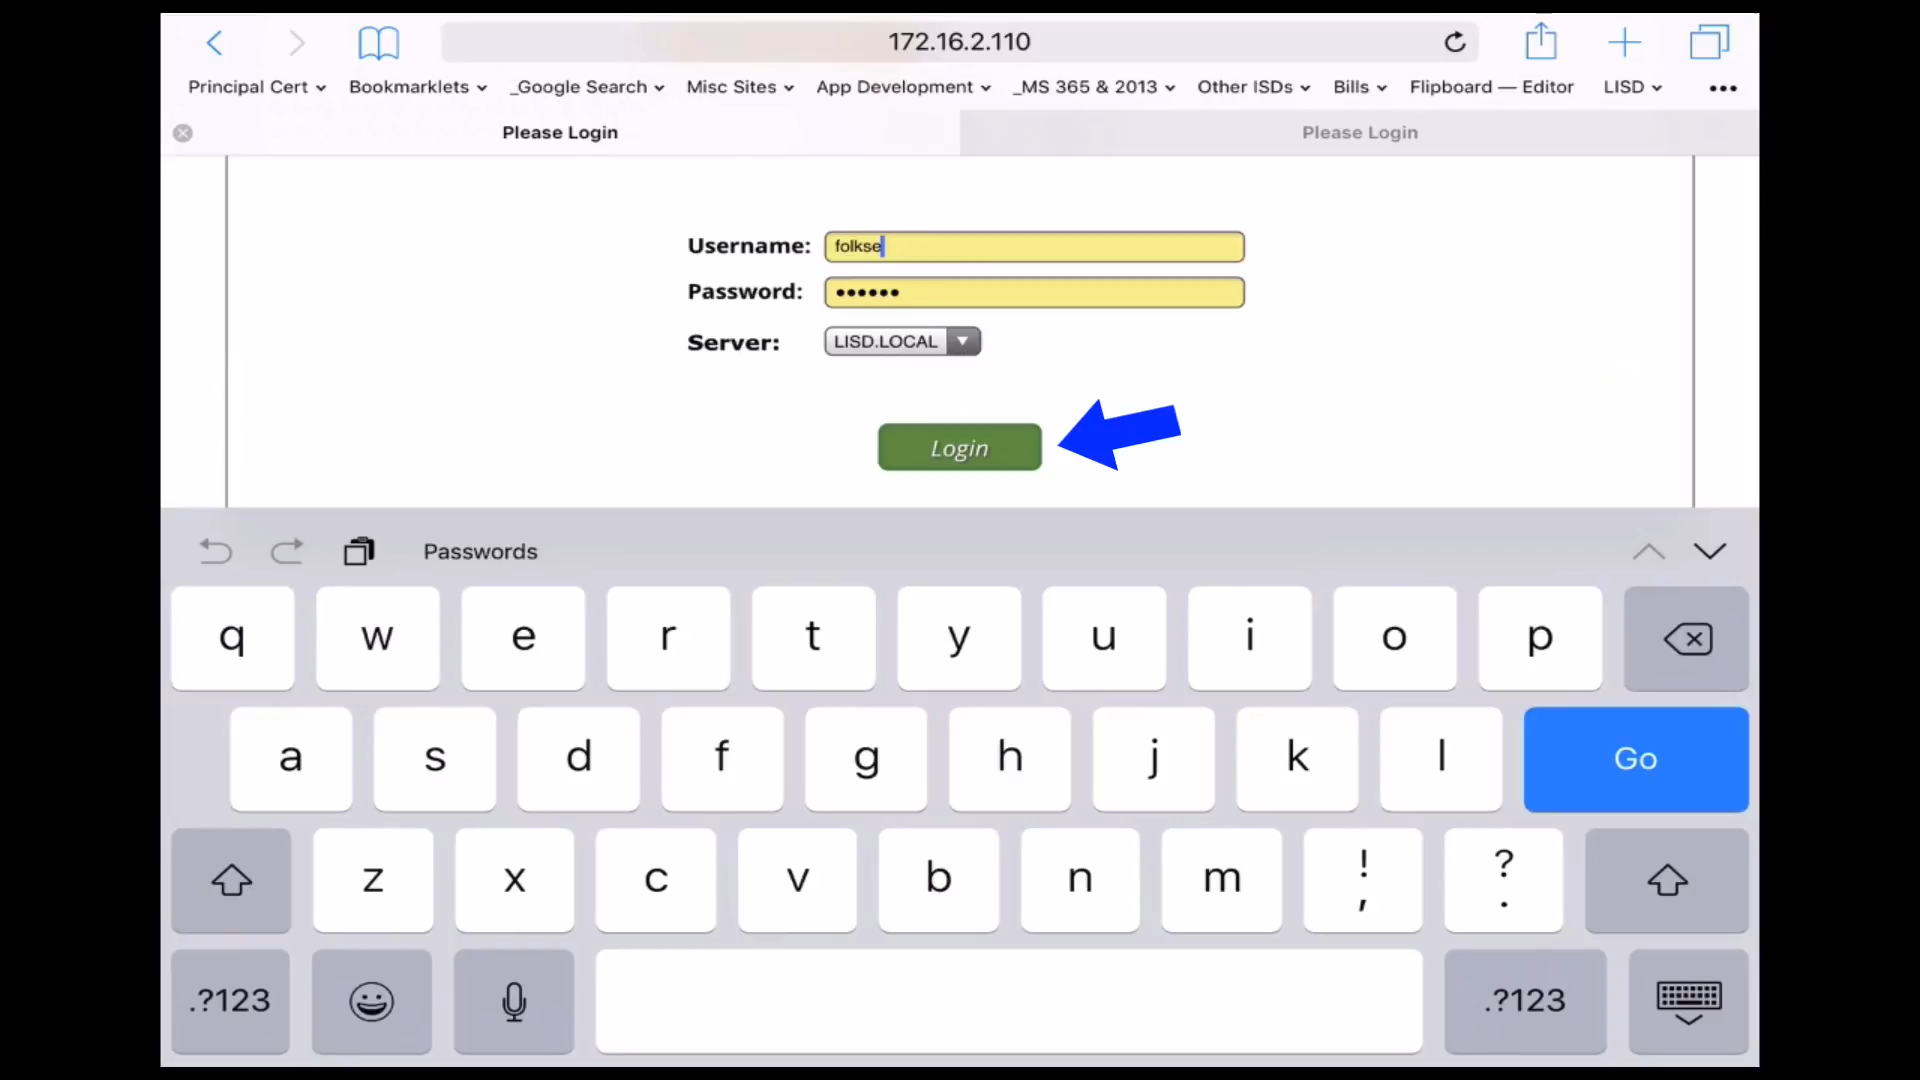 172.16.2.110
Principal Cert Bookmarklets _Google Search Misc Sites App Development _MS 365 & 2013 Other ISDs Bills Flipboard — Editor LISD •••
Please Login Please Login
Username: folkse
Password: ••••••
Server: LISD.LOCAL
Login
Passwords
q w e r t y u i o p
a s d f g h j k l Go
z x c v b n m ! , ? .
.?123 .?123